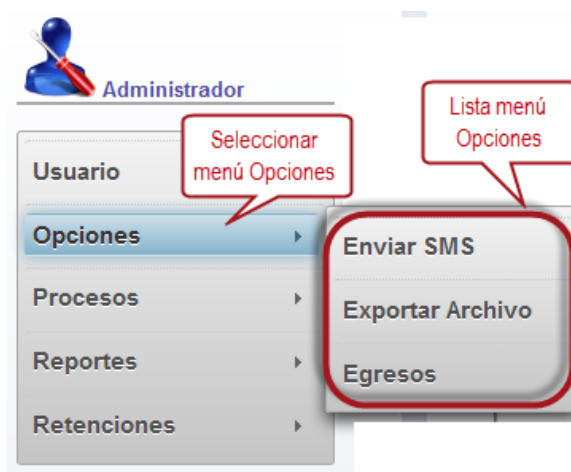 Administrador
Usuario
Seleccionar
menú Opciones
Lista menú
Opciones
Opciones
Enviar SMS
Procesos
Exportar Archivo
Reportes
Egresos
Retenciones